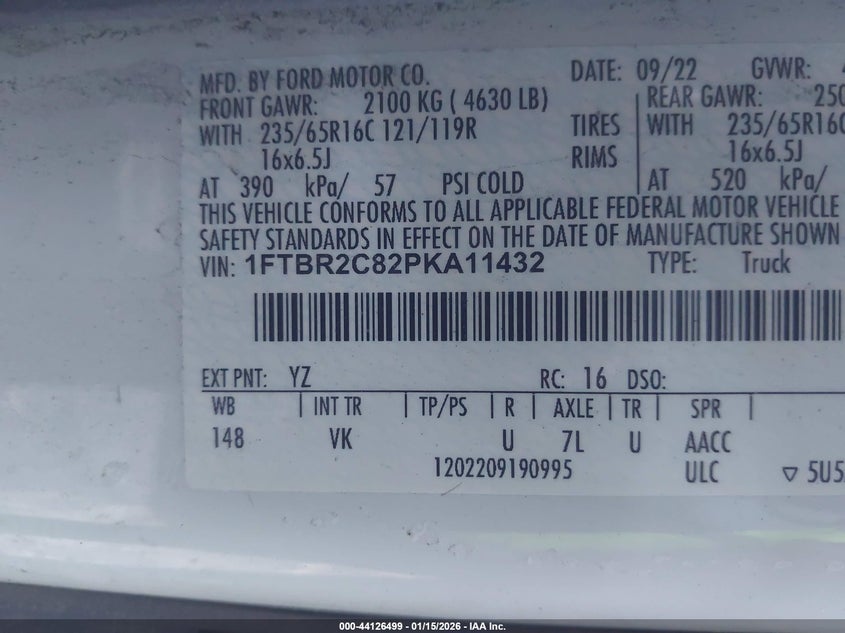 MFD. BY FORD MOTOR CO. DATE: 09/22 GVWR:
FRONT GAWR: 2100 KG ( 4630 LB) REAR GAWR:
WITH 235/65R16C 121/119R TIRES WITH 235/65R16C
16x6.5J RIMS 16x6.5J
AT 390 kPa/ 57 PSI COLD AT 520 kPa/
THIS VEHICLE CONFORMS TO ALL APPLICABLE FEDERAL MOTOR VEHICLE
SAFETY STANDARDS IN EFFECT ON THE DATE OF MANUFACTURE SHOWN
VIN: 1FTBR2C82PKA11432 TYPE: Truck
EXT PNT: YZ RC: 16 DSO:
WB | INT TR | TP/PS | R | AXLE | TR | SPR |
148 VK U 7L U AACC
1202209190995 ULC ▽ 5U5
000-44126499 - 01/15/2026 - IAA Inc.